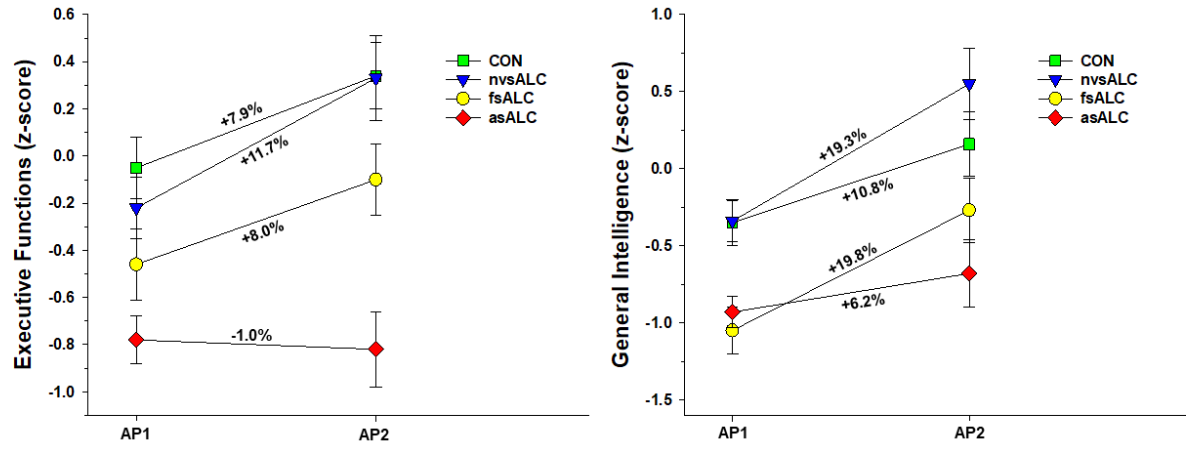 Executive Functions (z-score)
0.6
0.4
0.2
0.0
-0.2
-0.4
-0.6
-0.8
-1.0
CON
nvsALC
fsALC
asALC
+7.9%
+11.7%
+8.0%
-1.0%
AP1
AP2
General Intelligence (z-score)
1.0
0.5
0.0
-0.5
-1.0
-1.5
CON
nvsALC
fsALC
asALC
+19.3%
+10.8%
+19.8%
+6.2%
AP1
AP2